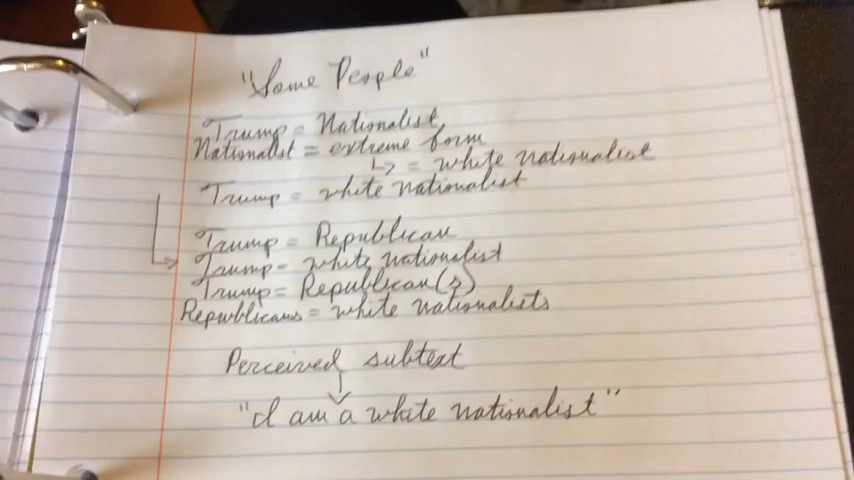 "Some People"
Trump = Nationalist
Nationalist = extreme form
↳ = white nationalist
Trump = white nationalist
Trump = Republican
Trump = white nationalist
Trump = Republican(s)
Republicans = white nationalists
Perceived subtext
"I am a white nationalist"